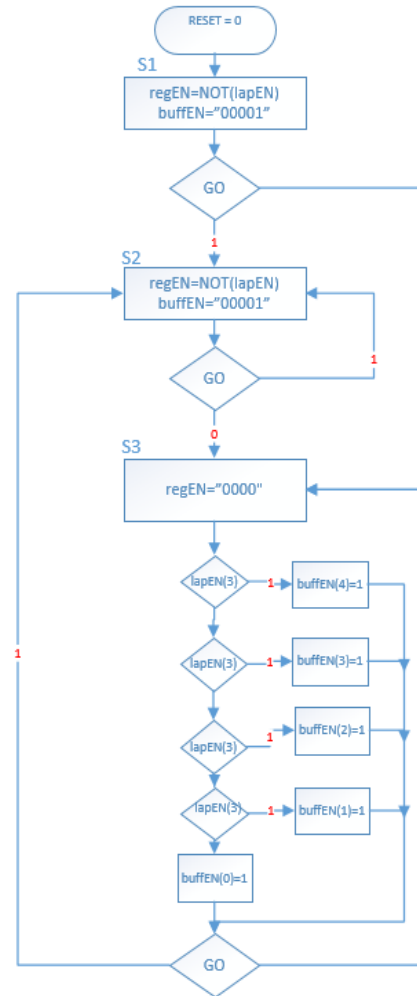 RESET = 0
S1
regEN=NOT(lapEN)
buffEN="00001"
GO
1
S2
regEN=NOT(lapEN)
buffEN="00001"
1
GO
0
S3
regEN="0000"
lapEN(3)
1
buffEN(4)=1
lapEN(3)
1
buffEN(3)=1
1
lapEN(3)
1
buffEN(2)=1
lapEN(3)
1
buffEN(1)=1
buffEN(0)=1
GO